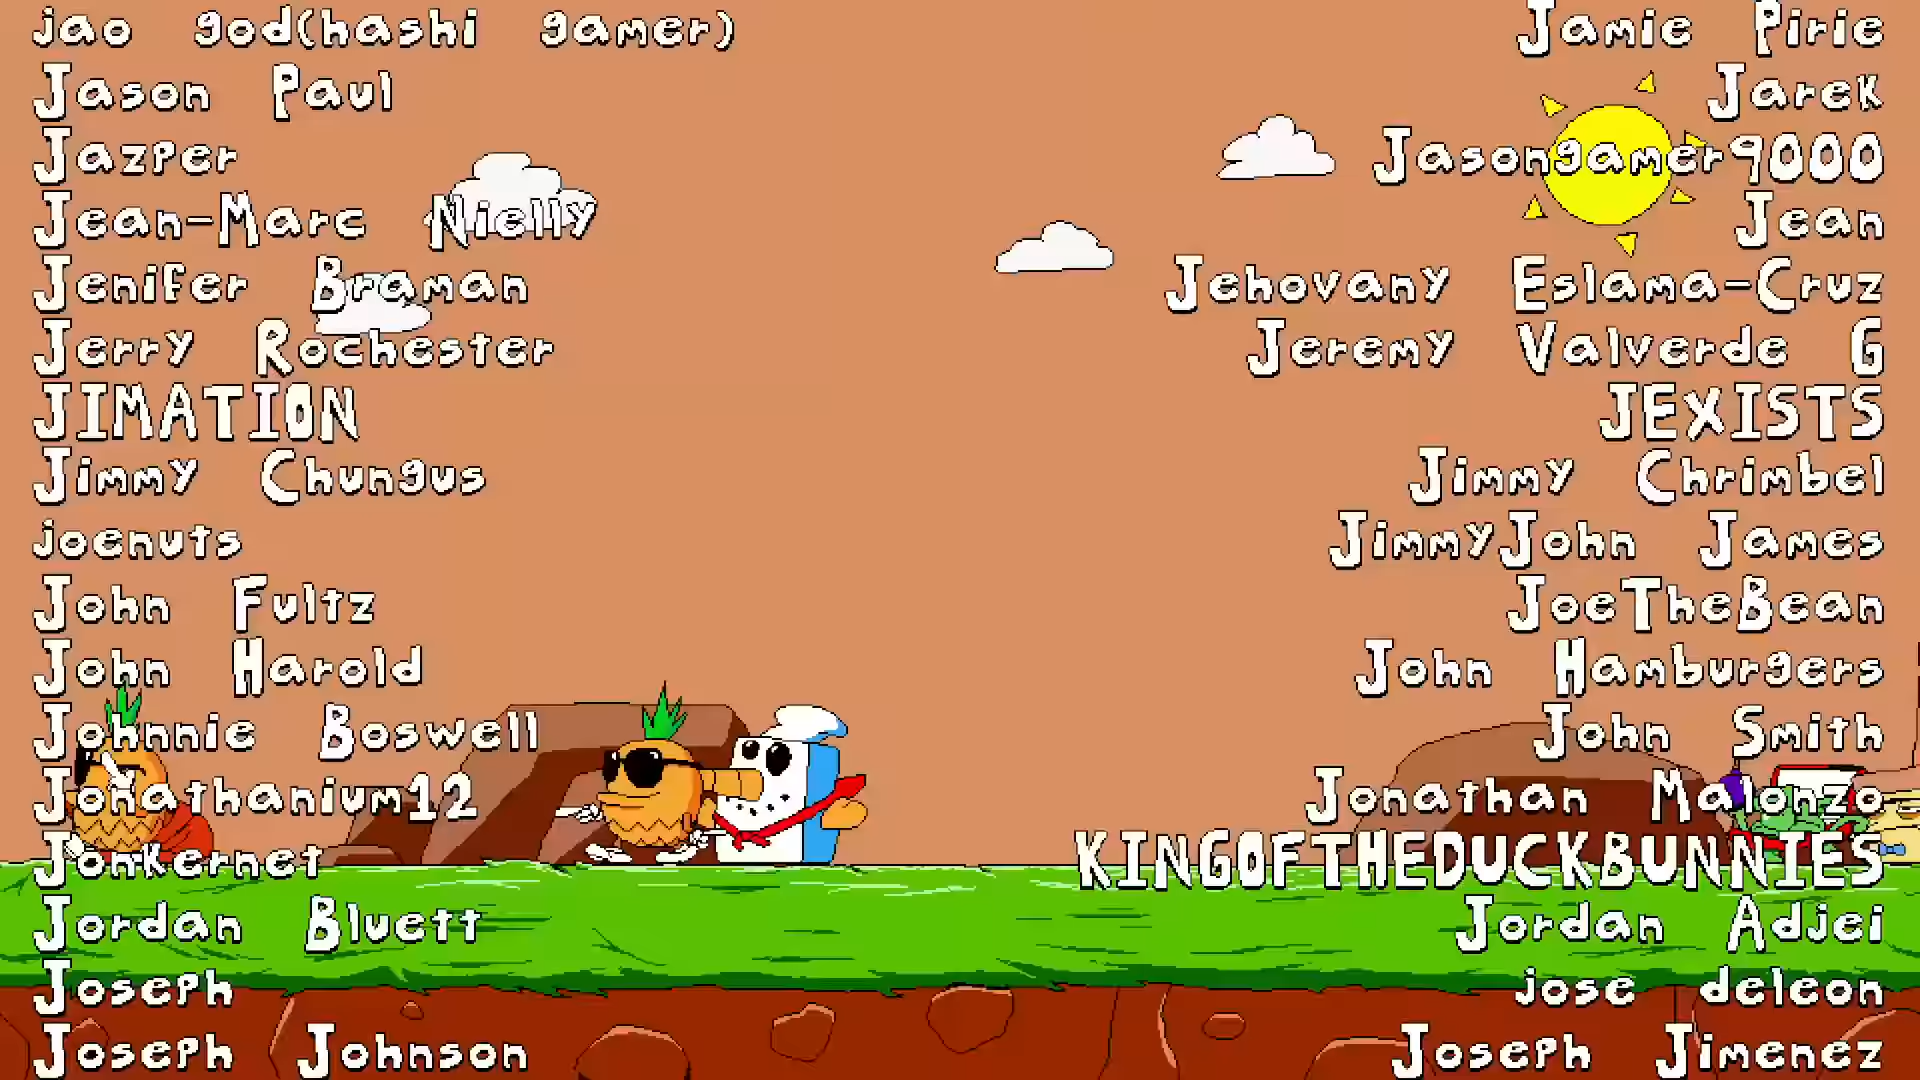 jao god(hashi gamer)
Jamie Pirie
Jason Paul
Jarek
Jazper
Jasongamer9000
Jean-Marc Nielly
Jean
Jenifer Braman
Jehovany Eslama-Cruz
Jerry Rochester
Jeremy Valverde G
JIMATION
JEXISTS
Jimmy Chungus
Jimmy Chrimbel
joenuts
JimmyJohn James
John Fultz
JoeTheBean
John Harold
John Hamburgers
Johnnie Boswell
John Smith
Jonathanium12
Jonathan Malonzo
Jonkernet
KINGOFTHEDUCKBUNNIES
Jordan Bluett
Jordan Adjei
Joseph
jose deleon
Joseph Johnson
Joseph Jimenez